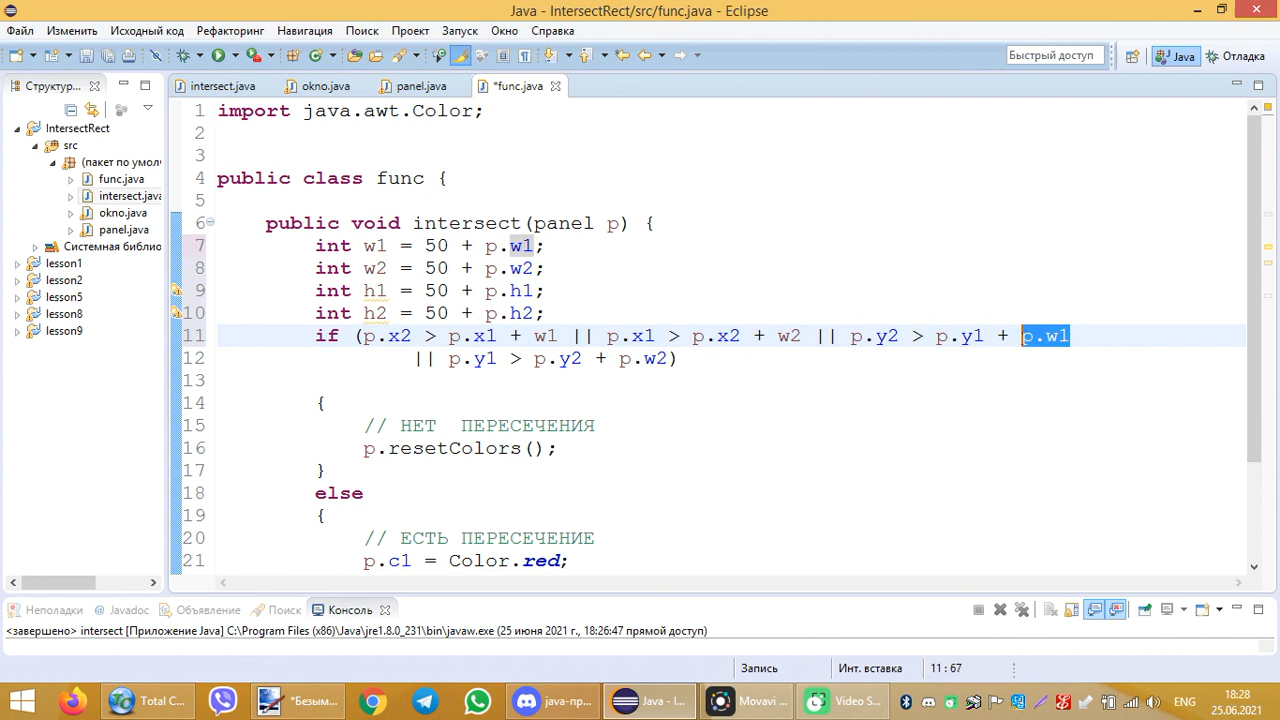 Java - IntersectRect/src/func.java - Eclipse
Файл Изменить Исходный код Рефакторинг Навигация Поиск Проект Запуск Окно Справка
Быстрый доступ Java Отладка
Структур... intersect.java okno.java panel.java *func.java
IntersectRect
src
(пакет по умол
func.java
intersect.java
okno.java
panel.java
Системная библио
lesson1
lesson2
lesson5
lesson8
lesson9
1 import java.awt.Color;
2
3
4 public class func {
5
6 public void intersect(panel p) {
7 int w1 = 50 + p.w1;
8 int w2 = 50 + p.w2;
9 int h1 = 50 + p.h1;
10 int h2 = 50 + p.h2;
11 if (p.x2 > p.x1 + w1 || p.x1 > p.x2 + w2 || p.y2 > p.y1 + p.w1
12 || p.y1 > p.y2 + p.w2)
13
14 {
15 // НЕТ ПЕРЕСЕЧЕНИЯ
16 p.resetColors();
17 }
18 else
19 {
20 // ЕСТЬ ПЕРЕСЕЧЕНИЕ
21 p.c1 = Color.red;
Неполадки @ Javadoc Объявление Поиск Консоль
<завершено> intersect [Приложение Java] C:\Program Files (x86)\Java\jre1.8.0_231\bin\javaw.exe (25 июня 2021 г., 18:26:47 прямой доступ)
Запись Инт. вставка 11 : 67
Total C... *Безым... java-пр... Java - I... Movavi ... Video S... ENG 18:28
25.06.2021